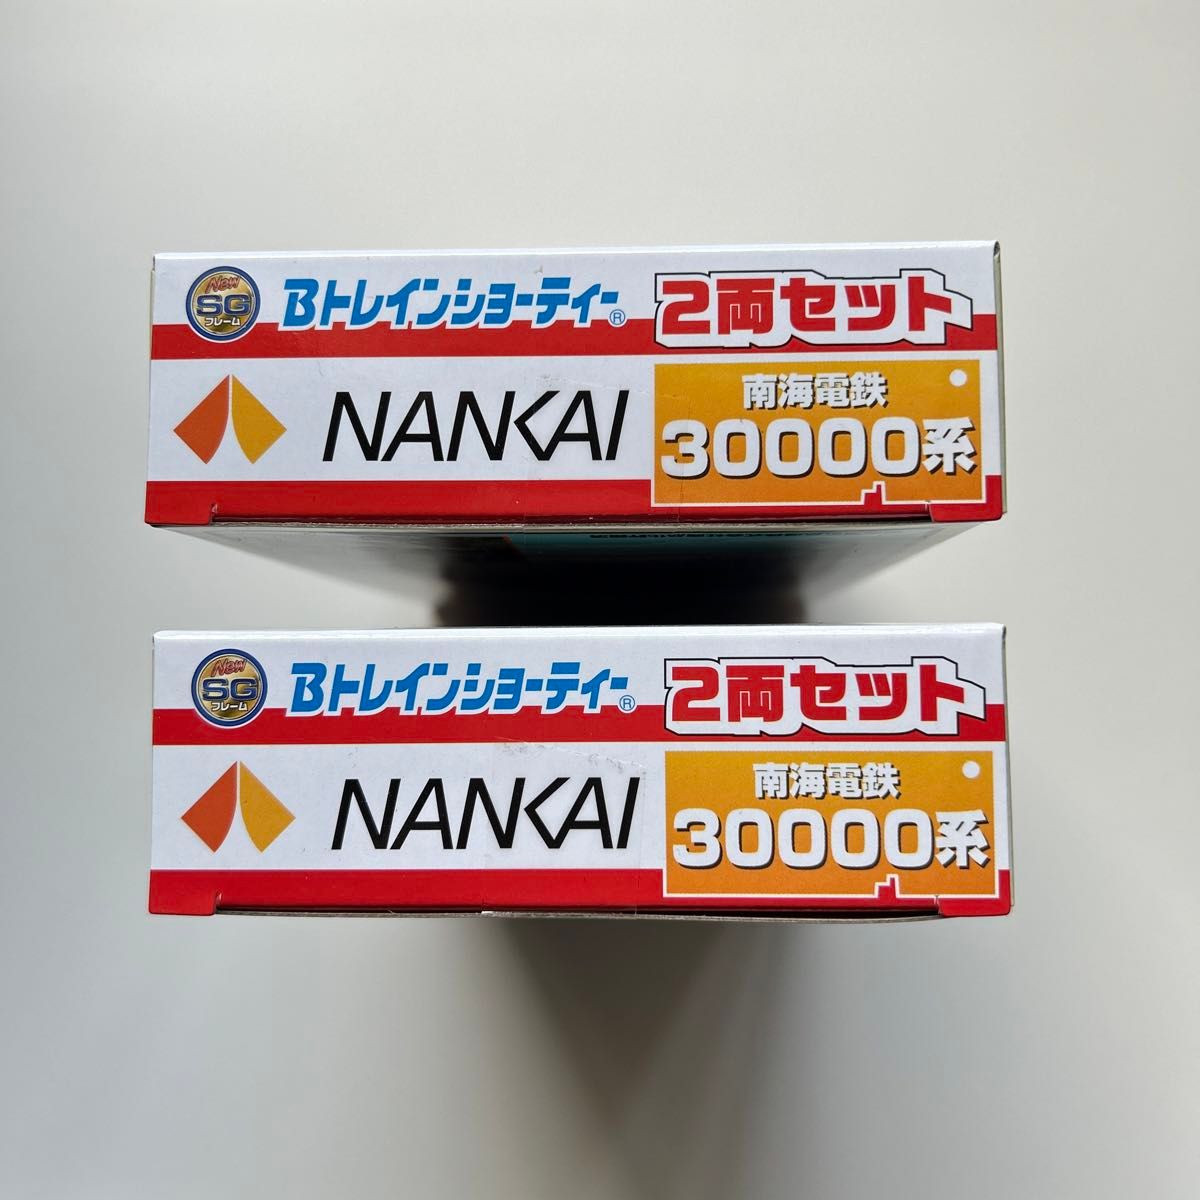 New
SG
フレーム
Bトレインショーティー®
2両セット
NANKAI
南海電鉄
30000系
New
SG
フレーム
Bトレインショーティー®
2両セット
NANKAI
南海電鉄
30000系